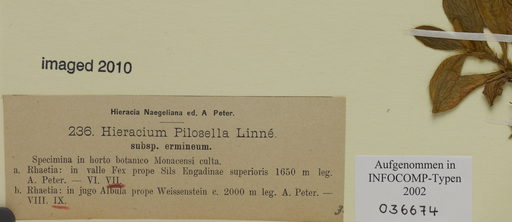 imaged 2010
Hieracia Naegeliana ed. A. Peter.
236. Hieracium Pilosella Linné.
subsp. ermineum.
Specimina in horto botanico Monacensi culta.
a. Rhaetia: in valle Fex prope Sils Engadinae superioris 1650 m leg.
A. Peter. — VI. VII.
b. Rhaetia: in jugo Albula prope Weissenstein c. 2000 m leg. A. Peter. —
VIII. IX.
3.
Aufgenommen in
INFOCOMP-Typen
2002
036674